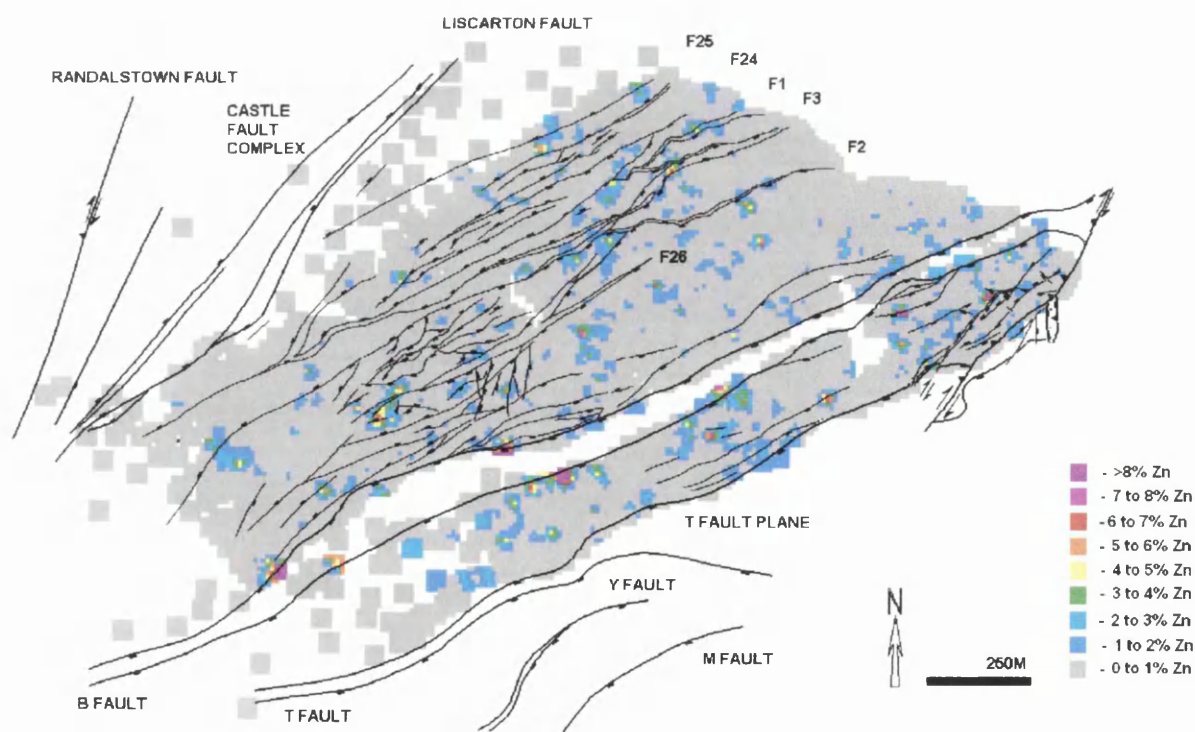 LISCARTON FAULT
F25
F24
RANDALSTOWN FAULT
F1
F3
CASTLE
FAULT
COMPLEX
F2
F26
- >8% Zn
- 7 to 8% Zn
- 6 to 7% Zn
- 5 to 6% Zn
- 4 to 5% Zn
- 3 to 4% Zn
- 2 to 3% Zn
- 1 to 2% Zn
- 0 to 1% Zn
T FAULT PLANE
Y FAULT
N
M FAULT
250M
B FAULT
T FAULT